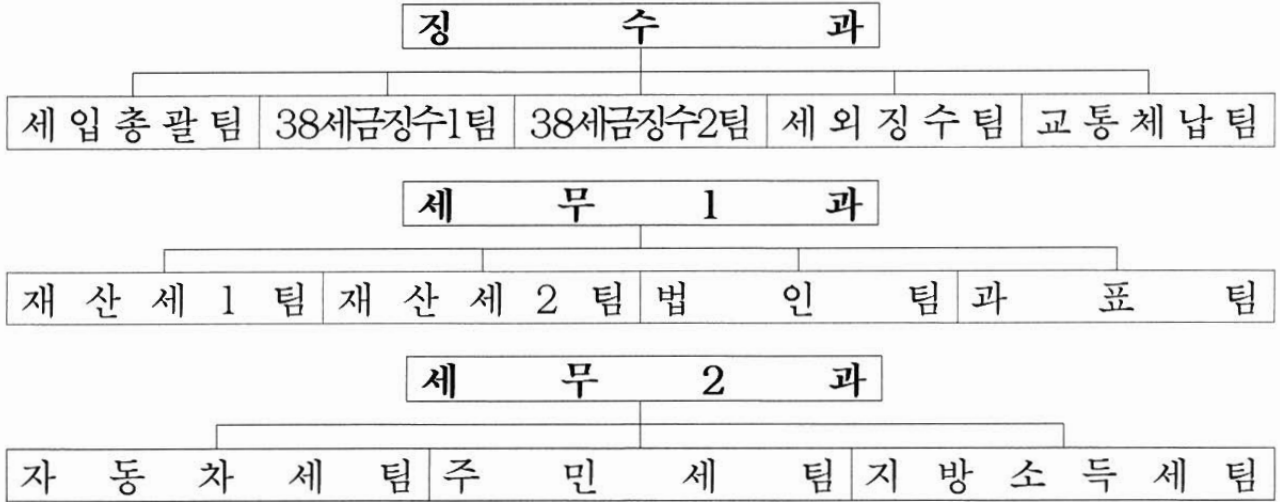 징수과
세입총괄팀 38세금징수1팀 38세금징수2팀 세외징수팀 교통체납팀
세무1과
재산세1팀 재산세2팀 법인팀 과표팀
세무2과
자동차세팀 주민세팀 지방소득세팀